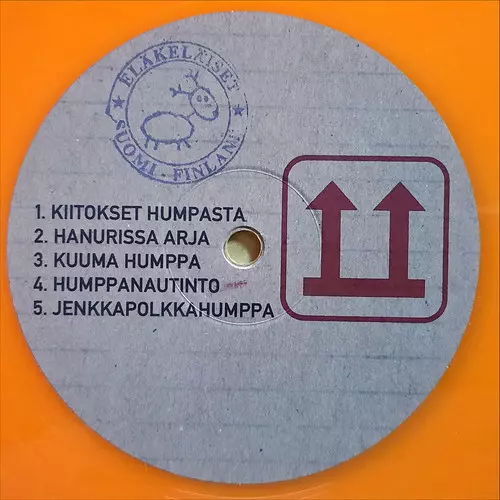 ★ ELÄKELÄISET ★
SUOMI - FINLAND
1. KIITOKSET HUMPASTA
2. HANURISSA ARJA
3. KUUMA HUMPPA
4. HUMPPANAUTINTO
5. JENKKAPOLKKAHUMPPA